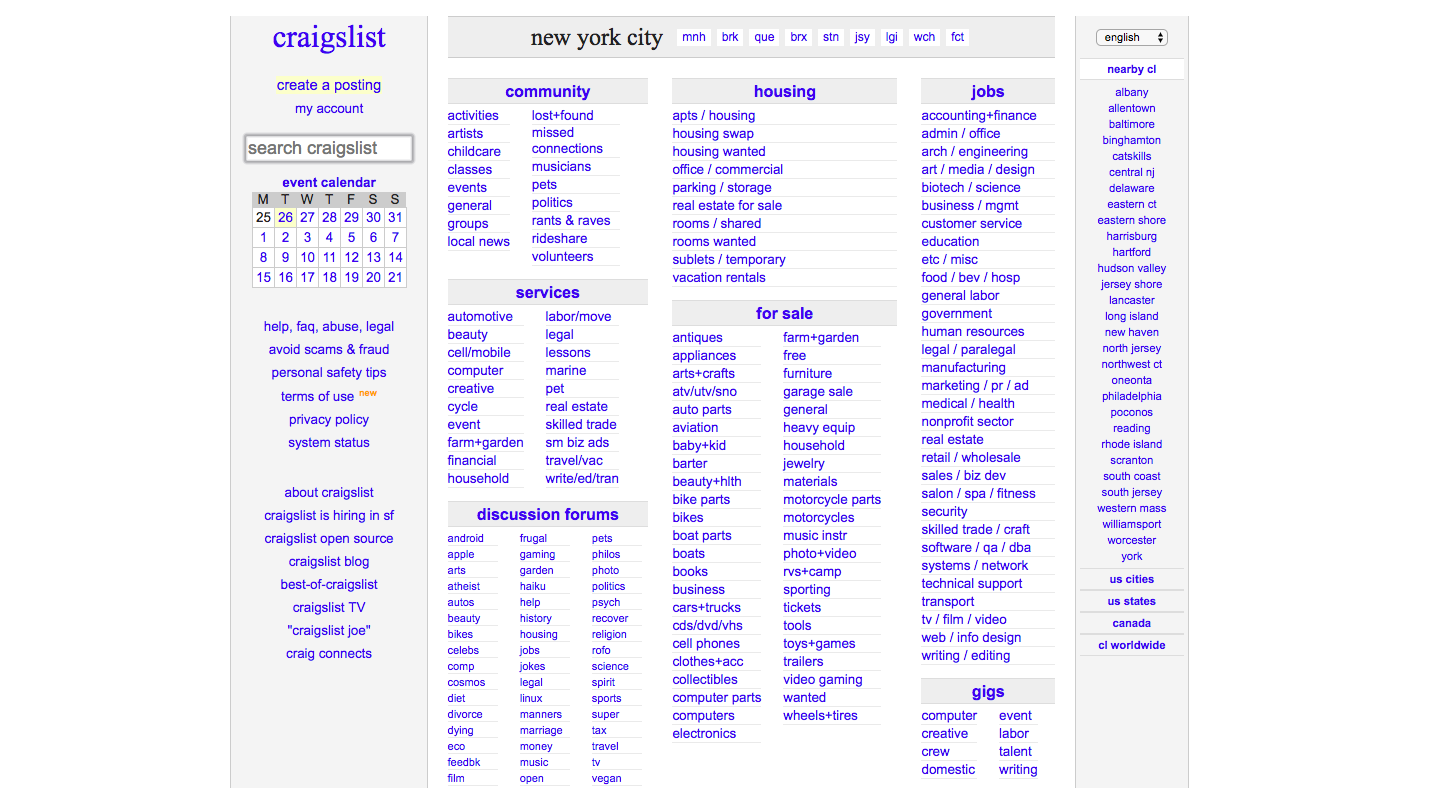 craigslist
create a posting
my account
search craigslist
event calendar
M T W T F S S
25 26 27 28 29 30 31
1 2 3 4 5 6 7
8 9 10 11 12 13 14
15 16 17 18 19 20 21
help, faq, abuse, legal
avoid scams & fraud
personal safety tips
terms of use new
privacy policy
system status
about craigslist
craigslist is hiring in sf
craigslist open source
craigslist blog
best-of-craigslist
craigslist TV
"craigslist joe"
craig connects
new york city mnh brk que brx stn jsy lgi wch fct
community
activities
artists
childcare
classes
events
general
groups
local news
lost+found
missed
connections
musicians
pets
politics
rants & raves
rideshare
volunteers
services
automotive
beauty
cell/mobile
computer
creative
cycle
event
farm+garden
financial
household
labor/move
legal
lessons
marine
pet
real estate
skilled trade
sm biz ads
travel/vac
write/ed/tran
discussion forums
android
apple
arts
atheist
autos
beauty
bikes
celebs
comp
cosmos
diet
divorce
dying
eco
feedbk
film
frugal
gaming
garden
haiku
help
history
housing
jobs
jokes
legal
linux
manners
marriage
money
music
open
pets
philos
photo
politics
psych
recover
religion
rofo
science
spirit
sports
super
tax
travel
tv
vegan
housing
apts / housing
housing swap
housing wanted
office / commercial
parking / storage
real estate for sale
rooms / shared
rooms wanted
sublets / temporary
vacation rentals
for sale
antiques
appliances
arts+crafts
atv/utv/sno
auto parts
aviation
baby+kid
barter
beauty+hlth
bike parts
bikes
boat parts
boats
books
business
cars+trucks
cds/dvd/vhs
cell phones
clothes+acc
collectibles
computer parts
computers
electronics
farm+garden
free
furniture
garage sale
general
heavy equip
household
jewelry
materials
motorcycle parts
motorcycles
music instr
photo+video
rvs+camp
sporting
tickets
tools
toys+games
trailers
video gaming
wanted
wheels+tires
jobs
accounting+finance
admin / office
arch / engineering
art / media / design
biotech / science
business / mgmt
customer service
education
etc / misc
food / bev / hosp
general labor
government
human resources
legal / paralegal
manufacturing
marketing / pr / ad
medical / health
nonprofit sector
real estate
retail / wholesale
sales / biz dev
salon / spa / fitness
security
skilled trade / craft
software / qa / dba
systems / network
technical support
transport
tv / film / video
web / info design
writing / editing
gigs
computer
creative
crew
domestic
event
labor
talent
writing
english
nearby cl
albany
allentown
baltimore
binghamton
catskills
central nj
delaware
eastern ct
eastern shore
harrisburg
hartford
hudson valley
jersey shore
lancaster
long island
new haven
north jersey
northwest ct
oneonta
philadelphia
poconos
reading
rhode island
scranton
south coast
south jersey
western mass
williamsport
worcester
york
us cities
us states
canada
cl worldwide